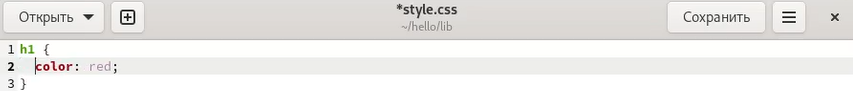 Открыть
*style.css
~/hello/lib
Сохранить
1 h1 {
2   color: red;
3 }